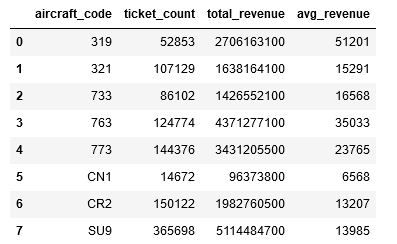 aircraft_code ticket_count total_revenue avg_revenue
0 319 52853 2706163100 51201
1 321 107129 1638164100 15291
2 733 86102 1426552100 16568
3 763 124774 4371277100 35033
4 773 144376 3431205500 23765
5 CN1 14672 96373800 6568
6 CR2 150122 1982760500 13207
7 SU9 365698 5114484700 13985